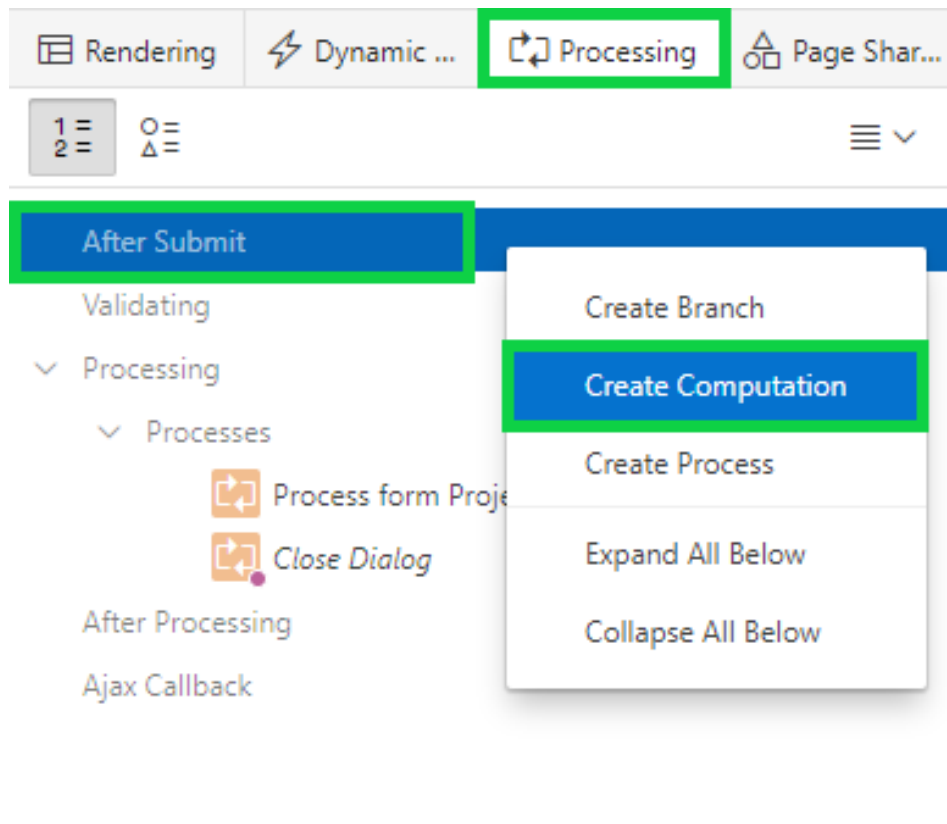 Rendering
Dynamic ...
Processing
Page Shar...
1
2
After Submit
Validating
Processing
Processes
Process form Proje
Close Dialog
After Processing
Ajax Callback
Create Branch
Create Computation
Create Process
Expand All Below
Collapse All Below